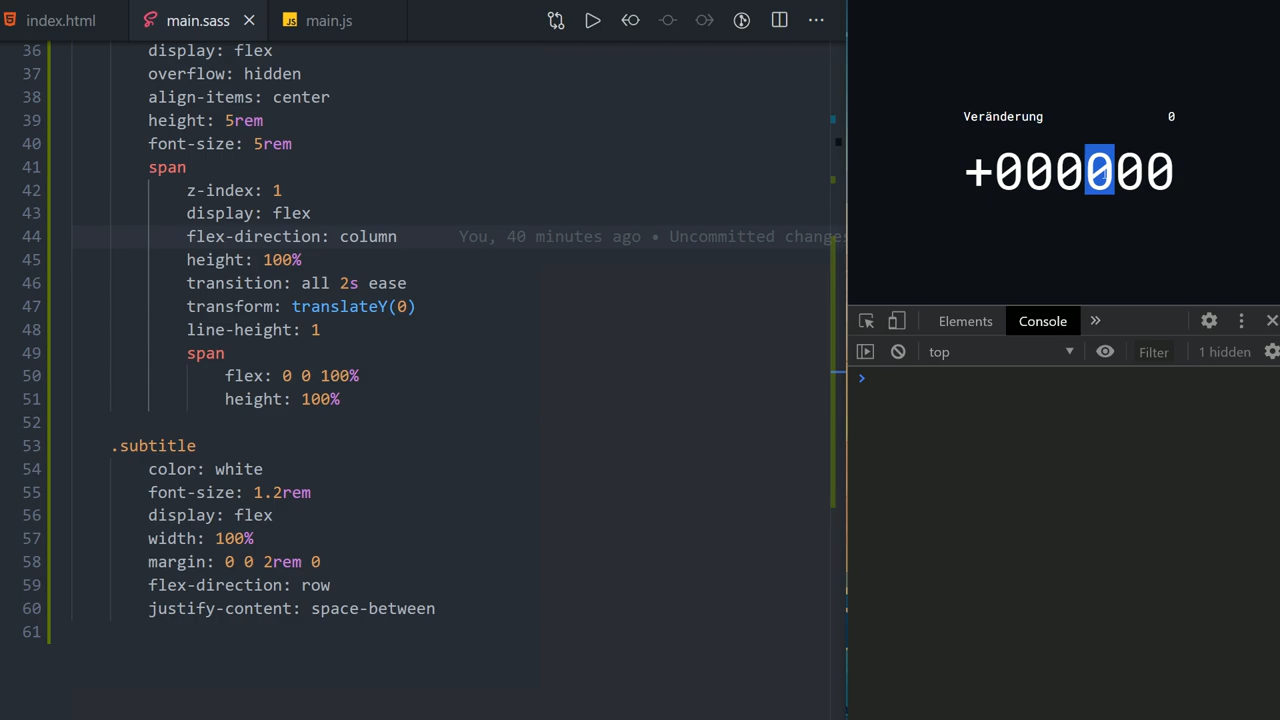 index.html
main.sass
JS main.js
36 display: flex
37 overflow: hidden
38 align-items: center
39 height: 5rem
40 font-size: 5rem
41 span
42 z-index: 1
43 display: flex
44 flex-direction: column You, 40 minutes ago • Uncommitted changes
45 height: 100%
46 transition: all 2s ease
47 transform: translateY(0)
48 line-height: 1
49 span
50 flex: 0 0 100%
51 height: 100%
52
53 .subtitle
54 color: white
55 font-size: 1.2rem
56 display: flex
57 width: 100%
58 margin: 0 0 2rem 0
59 flex-direction: row
60 justify-content: space-between
61
Veränderung 0
+000000
Elements Console »
top Filter 1 hidden